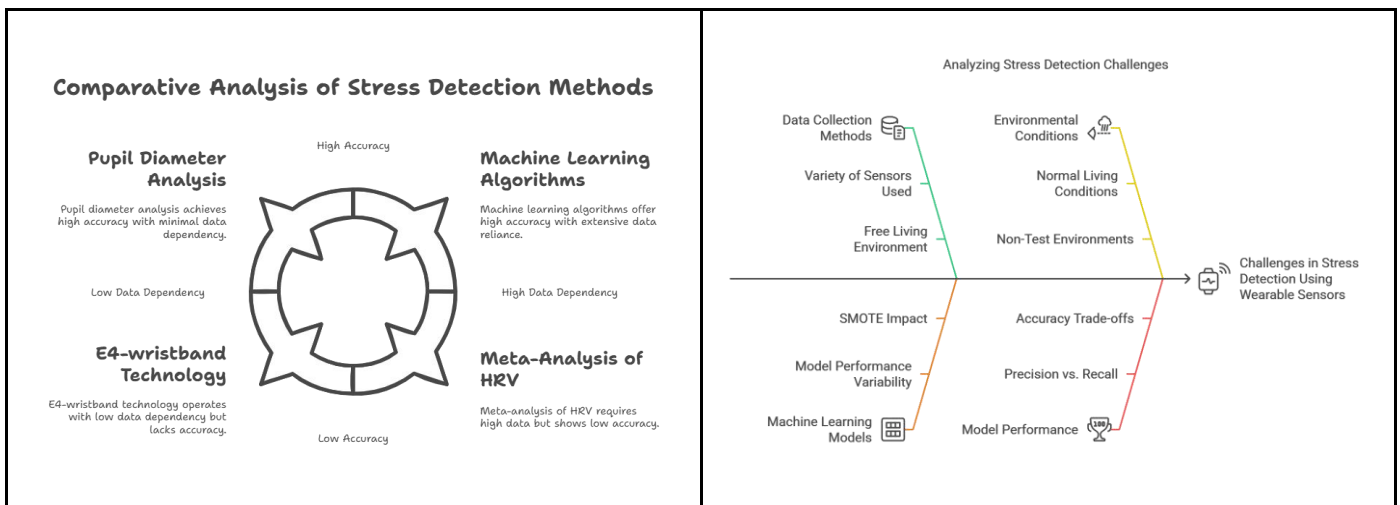 Comparative Analysis of Stress Detection Methods
High Accuracy
Pupil Diameter
Analysis
Pupil diameter analysis achieves
high accuracy with minimal data
dependency.
Machine Learning
Algorithms
Machine learning algorithms offer
high accuracy with extensive data
reliance.
Low Data Dependency
High Data Dependency
E4-wristband
Technology
E4-wristband technology operates
with low data dependency but
lacks accuracy.
Meta-Analysis of
HRV
Meta-analysis of HRV requires
high data but shows low accuracy.
Low Accuracy
Analyzing Stress Detection Challenges
Data Collection
Methods
Variety of Sensors
Used
Free Living
Environment
Environmental
Conditions
Normal Living
Conditions
Non-Test Environments
Challenges in Stress
Detection Using
Wearable Sensors
SMOTE Impact
Model Performance
Variability
Machine Learning
Models
Accuracy Trade-offs
Precision vs. Recall
Model Performance
100